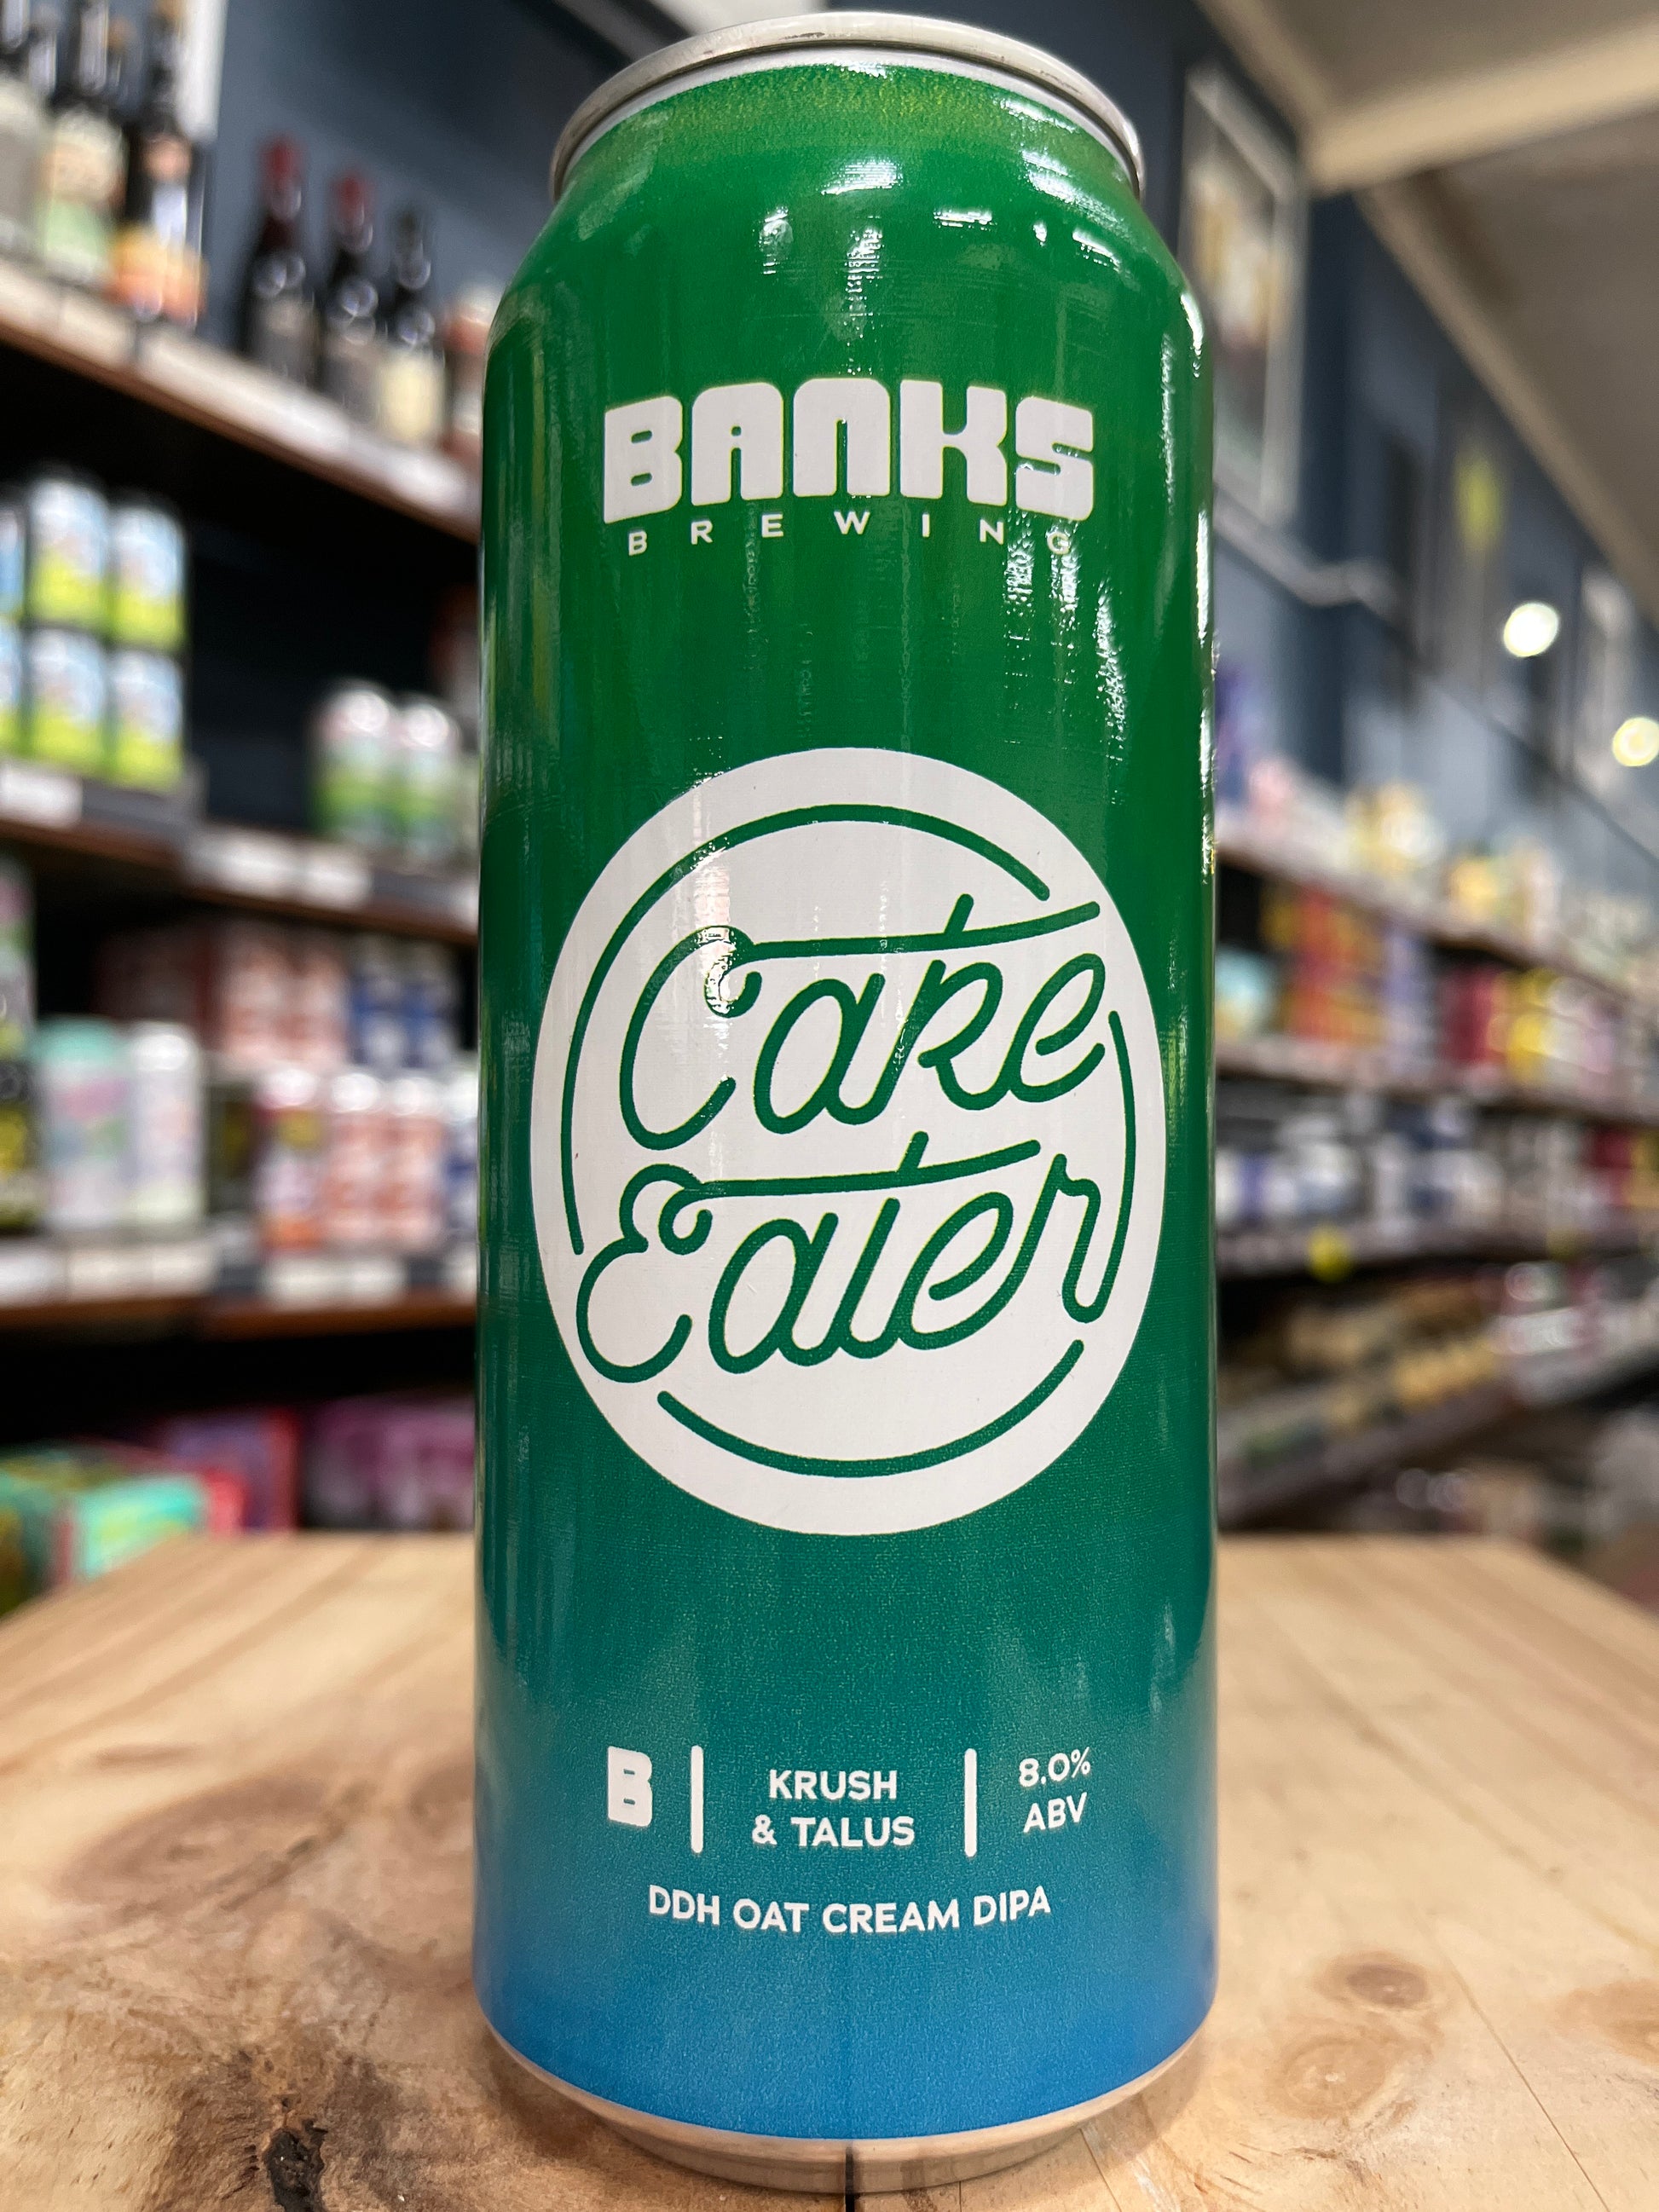 BANKS
BREWING
Cake
Eater
B
KRUSH
& TALUS
8.0%
ABV
DDH OAT CREAM DIPA